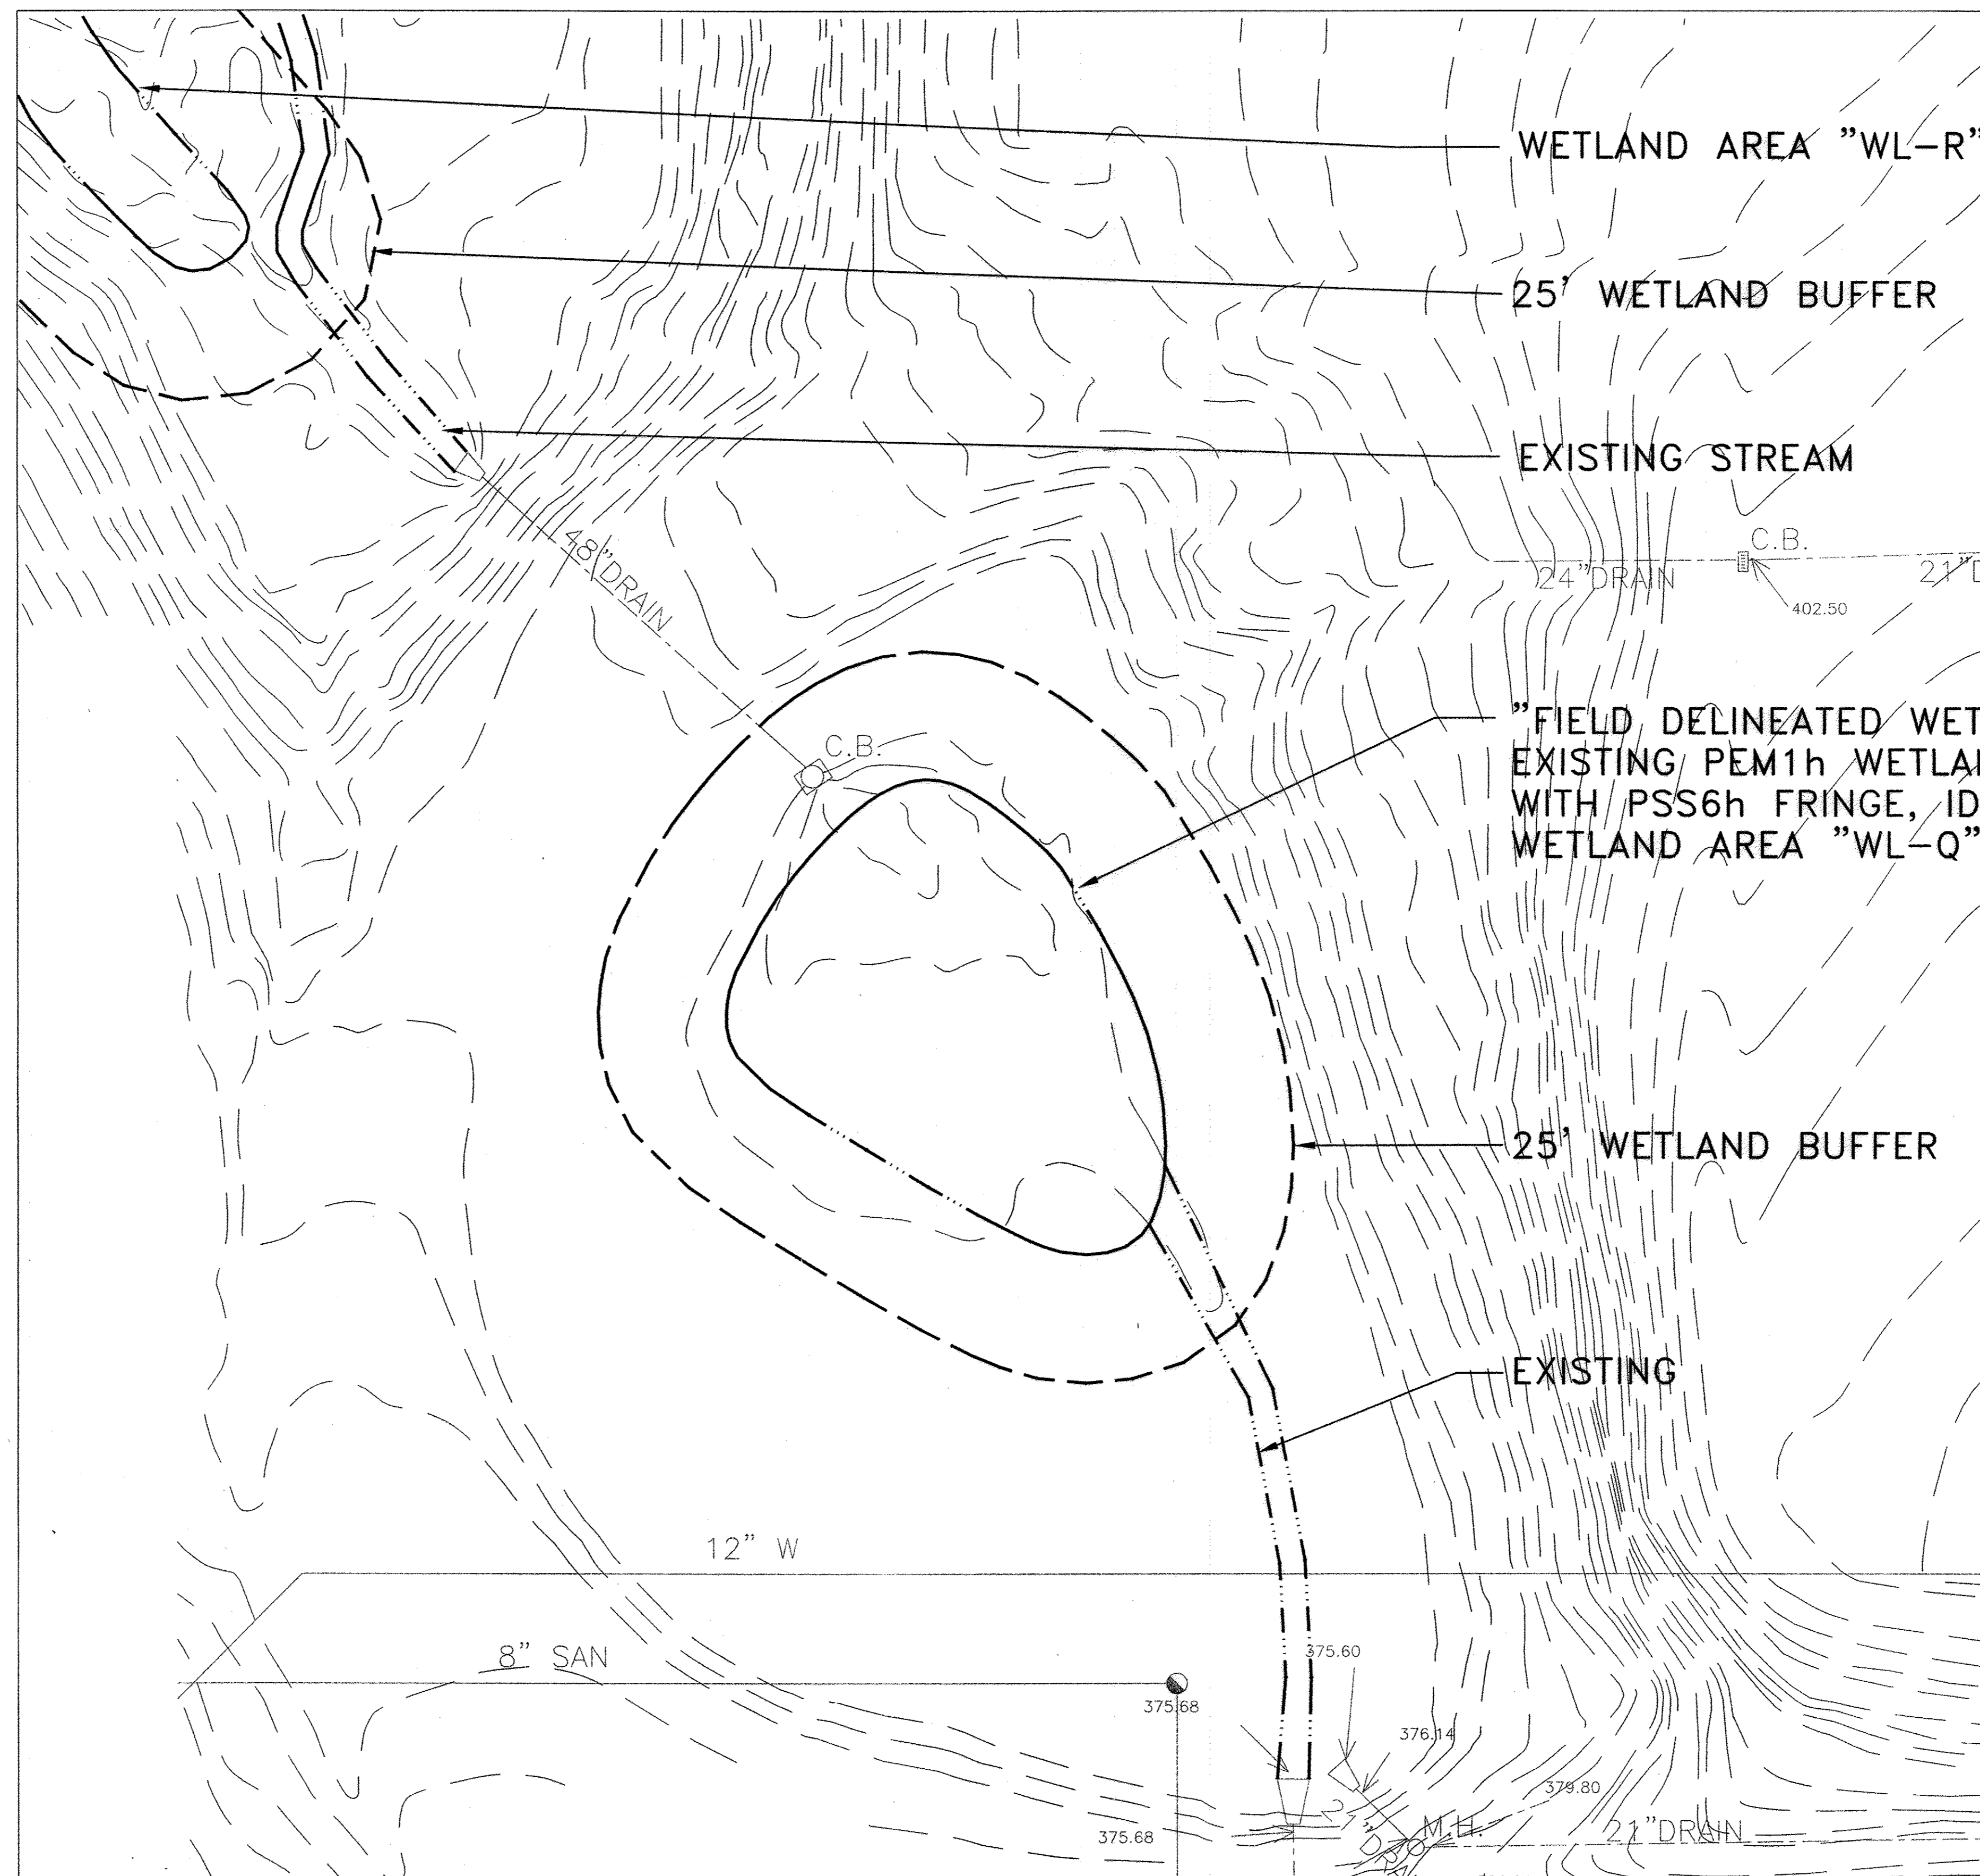 WETLAND AREA "WL-R"
25' WETLAND BUFFER
EXISTING STREAM
48"DRAIN
C.B.
24"DRAIN
21"D
402.50
"FIELD DELINEATED WET
EXISTING PEM1h WETLA
WITH PSS6h FRINGE, ID
WETLAND AREA "WL-Q"
C.B.
25' WETLAND BUFFER
EXISTING
12" W
8" SAN
375.60
375.68
376.14
379.80
375.68
M.H.
21"DRAIN